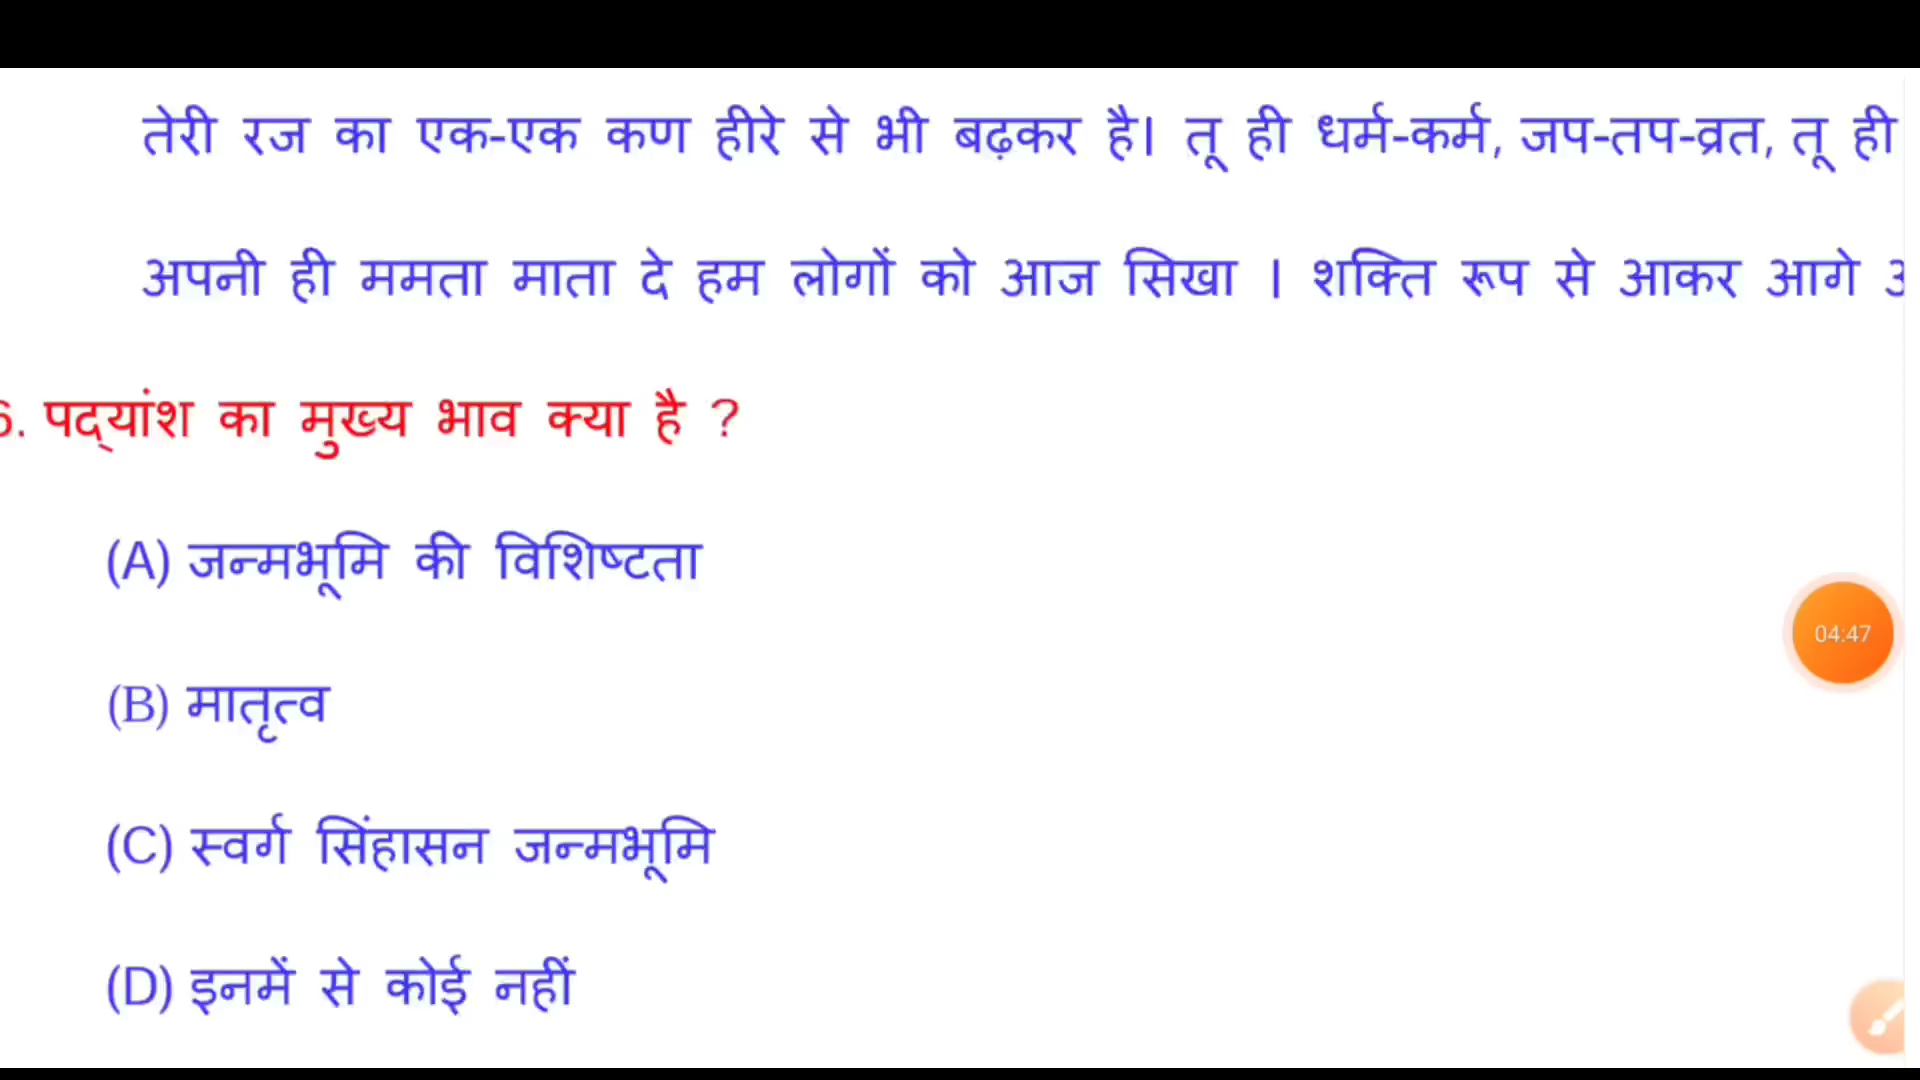 तेरी रज का एक-एक कण हीरे से भी बढ़कर है। तू ही धर्म-कर्म, जप-तप-व्रत, तू ही
अपनी ही ममता माता दे हम लोगों को आज सिखा । शक्ति रूप से आकर आगे
6. पद्यांश का मुख्य भाव क्या है ?
(A) जन्मभूमि की विशिष्टता
(B) मातृत्व
04:47
(C) स्वर्ग सिंहासन जन्मभूमि
(D) इनमें से कोई नहीं